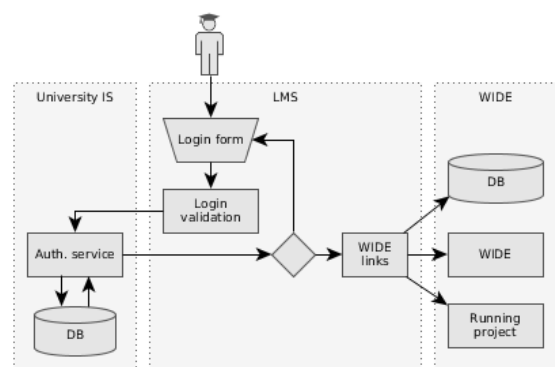 University IS
LMS
WIDE
Login form
Login
validation
Auth. service
DB
WIDE
links
DB
WIDE
Running
project